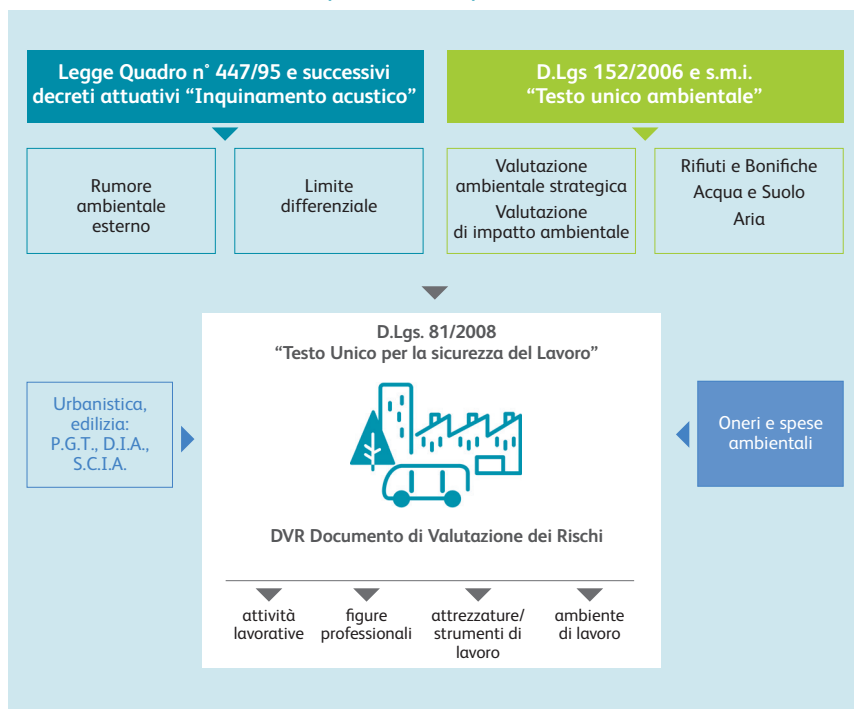 Legge Quadro n° 447/95 e successivi
decreti attuativi “Inquinamento acustico”
D.Lgs 152/2006 e s.m.i.
“Testo unico ambientale”
Rumore
ambientale
esterno
Limite
differenziale
Valutazione
ambientale strategica
Valutazione
di impatto ambientale
Rifiuti e Bonifiche
Acqua e Suolo
Aria
D.Lgs. 81/2008
“Testo Unico per la sicurezza del Lavoro”
Urbanistica,
edilizia:
P.G.T., D.I.A.,
S.C.I.A.
Oneri e spese
ambientali
DVR Documento di Valutazione dei Rischi
attività
lavorative
figure
professionali
attrezzature/
strumenti di
lavoro
ambiente
di lavoro